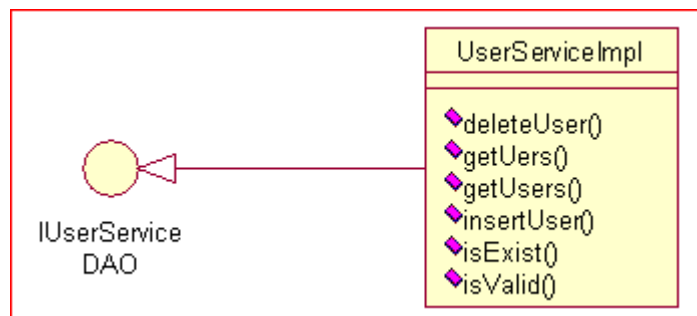 UserServiceImpl
deleteUser()
getUers()
getUsers()
insertUser()
isExist()
isValid()
IUserService
DAO